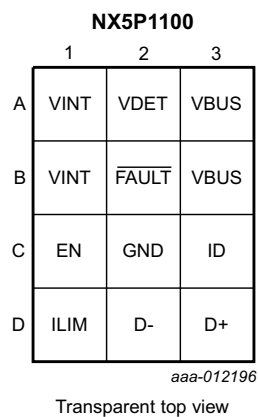 NX5P1100
1 2 3
A VINT VDET VBUS
B VINT FAULT VBUS
C EN GND ID
D ILIM D- D+
aaa-012196
Transparent top view